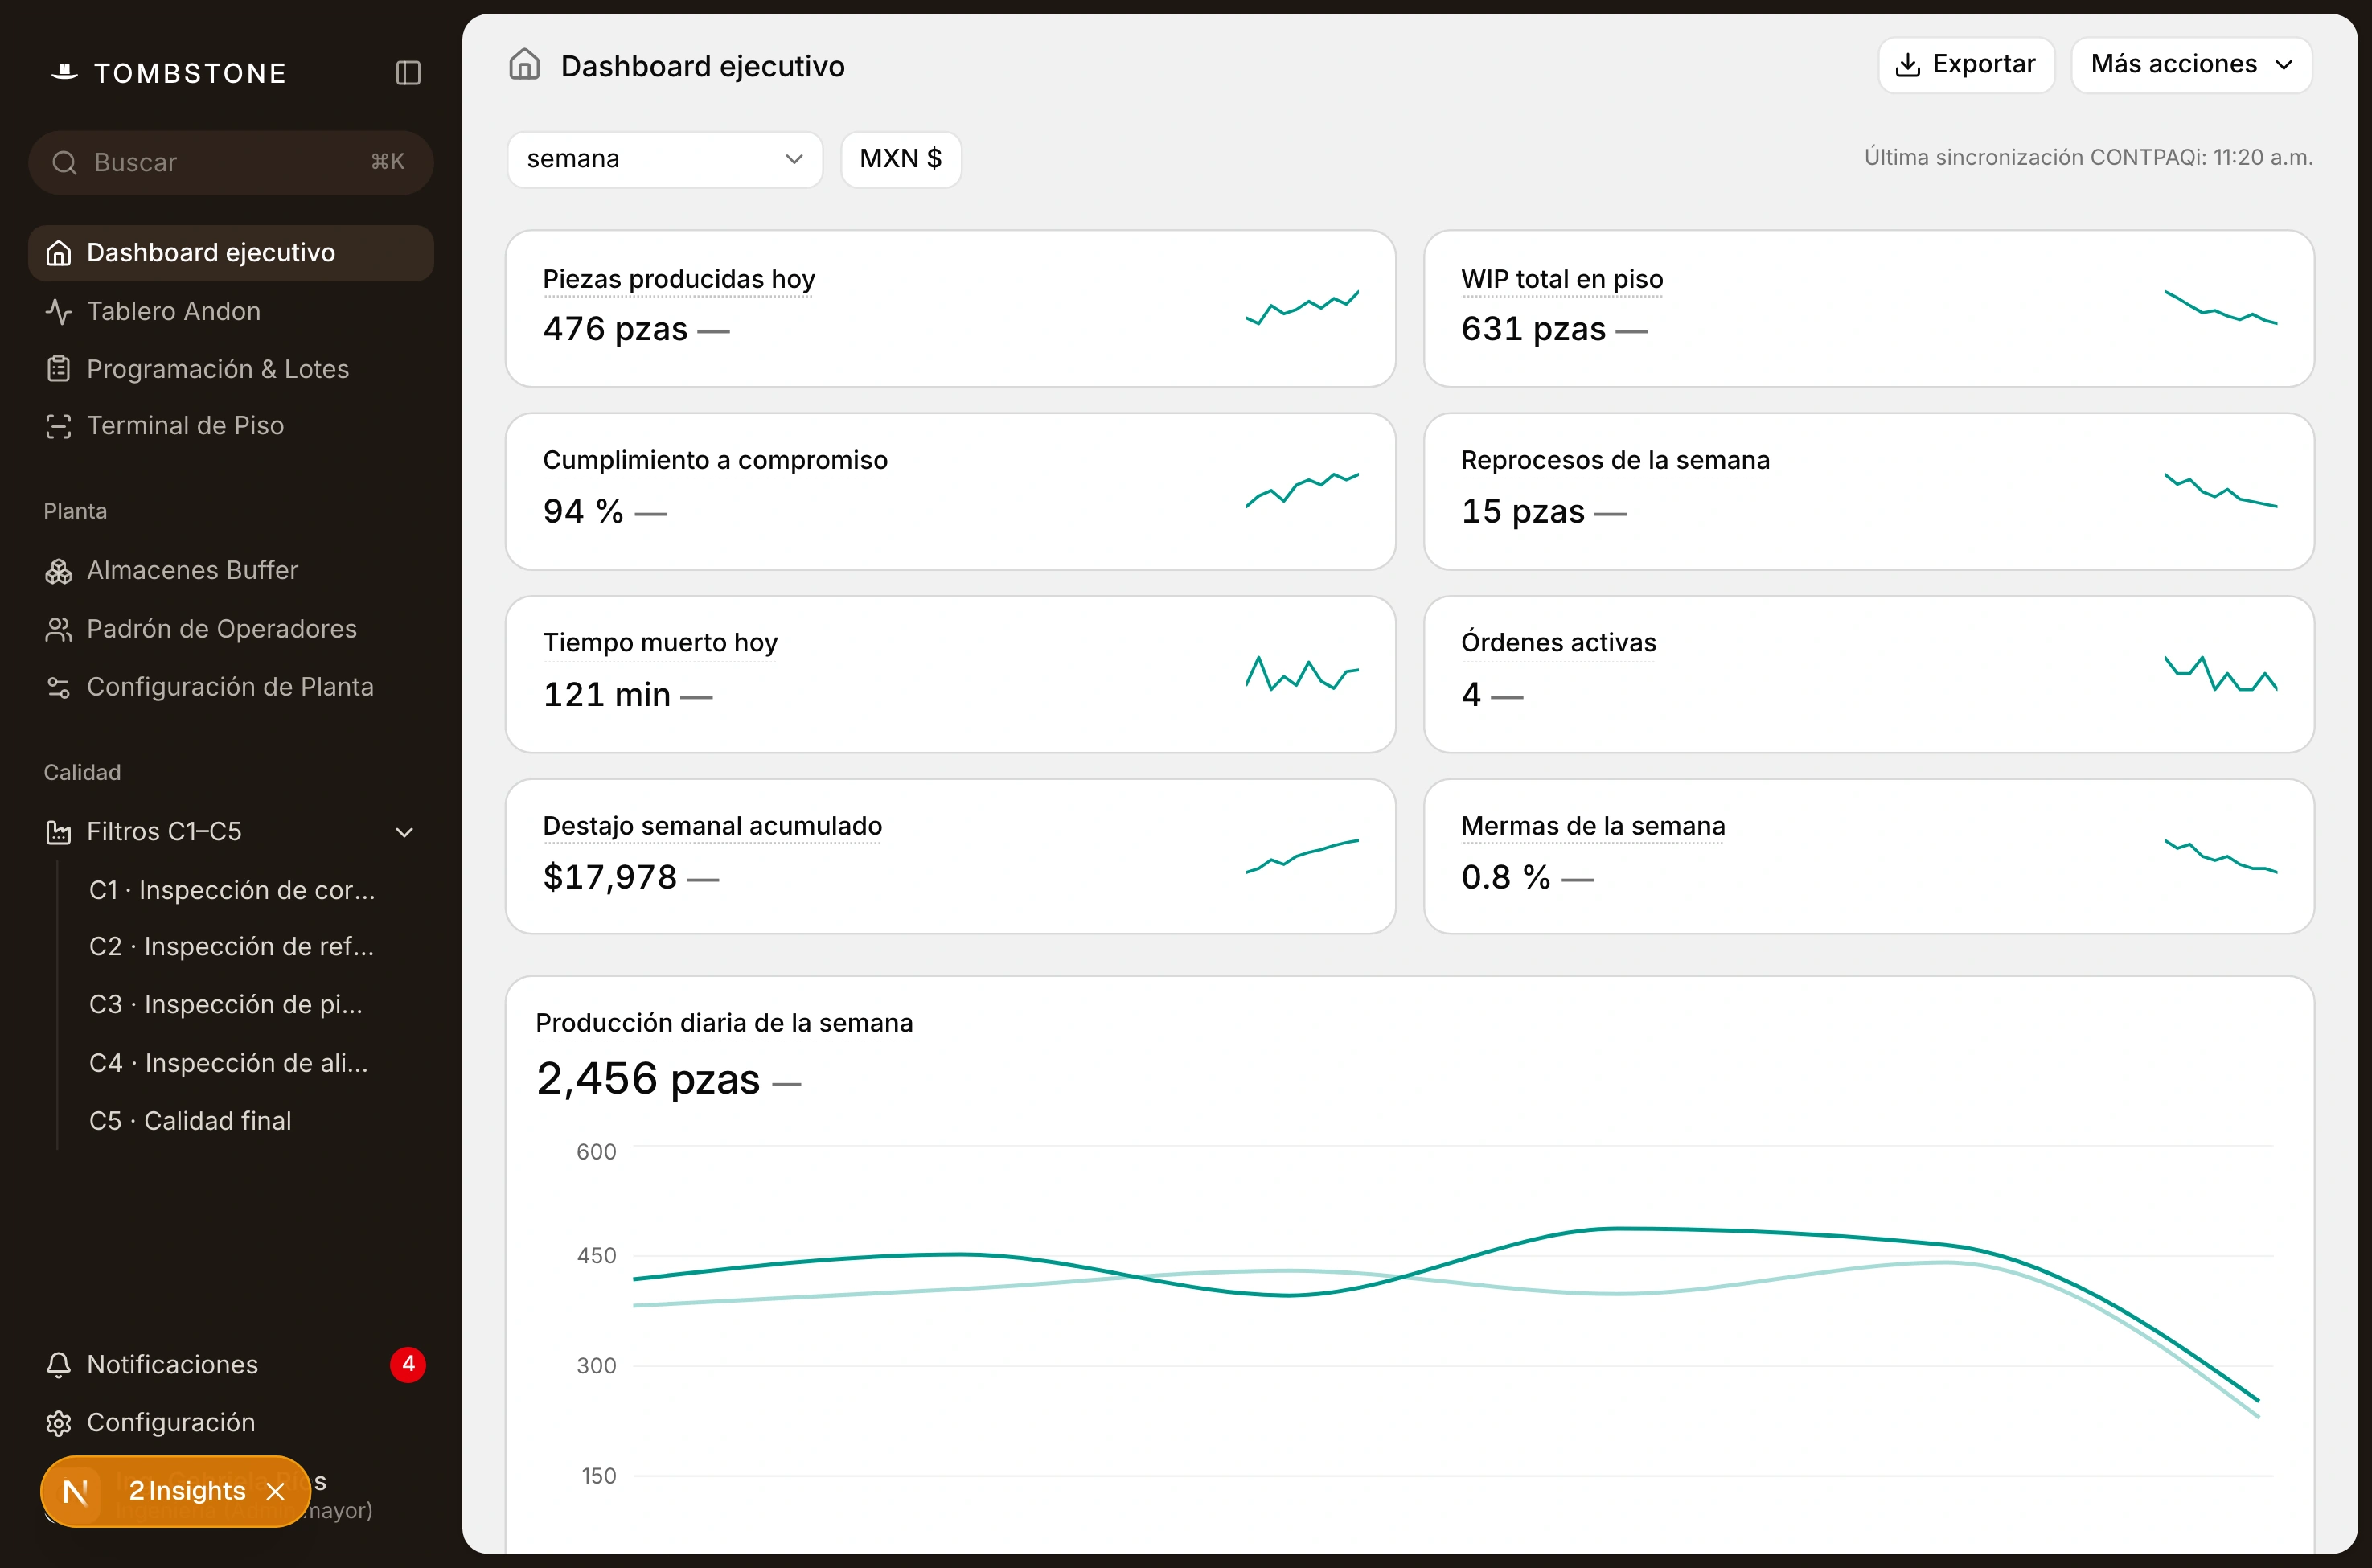 TOMBSTONE
Buscar ⌘K
Dashboard ejecutivo
Tablero Andon
Programación & Lotes
Terminal de Piso
Planta
Almacenes Buffer
Padrón de Operadores
Configuración de Planta
Calidad
Filtros C1–C5
C1 · Inspección de cor...
C2 · Inspección de ref...
C3 · Inspección de pi...
C4 · Inspección de ali...
C5 · Calidad final
Notificaciones 4
Configuración
N 2 Insights
Dashboard ejecutivo
Exportar
Más acciones
semana
MXN $
Última sincronización CONTPAQi: 11:20 a.m.
Piezas producidas hoy
476 pzas —
WIP total en piso
631 pzas —
Cumplimiento a compromiso
94 % —
Reprocesos de la semana
15 pzas —
Tiempo muerto hoy
121 min —
Órdenes activas
4 —
Destajo semanal acumulado
$17,978 —
Mermas de la semana
0.8 % —
Producción diaria de la semana
2,456 pzas —
600
450
300
150